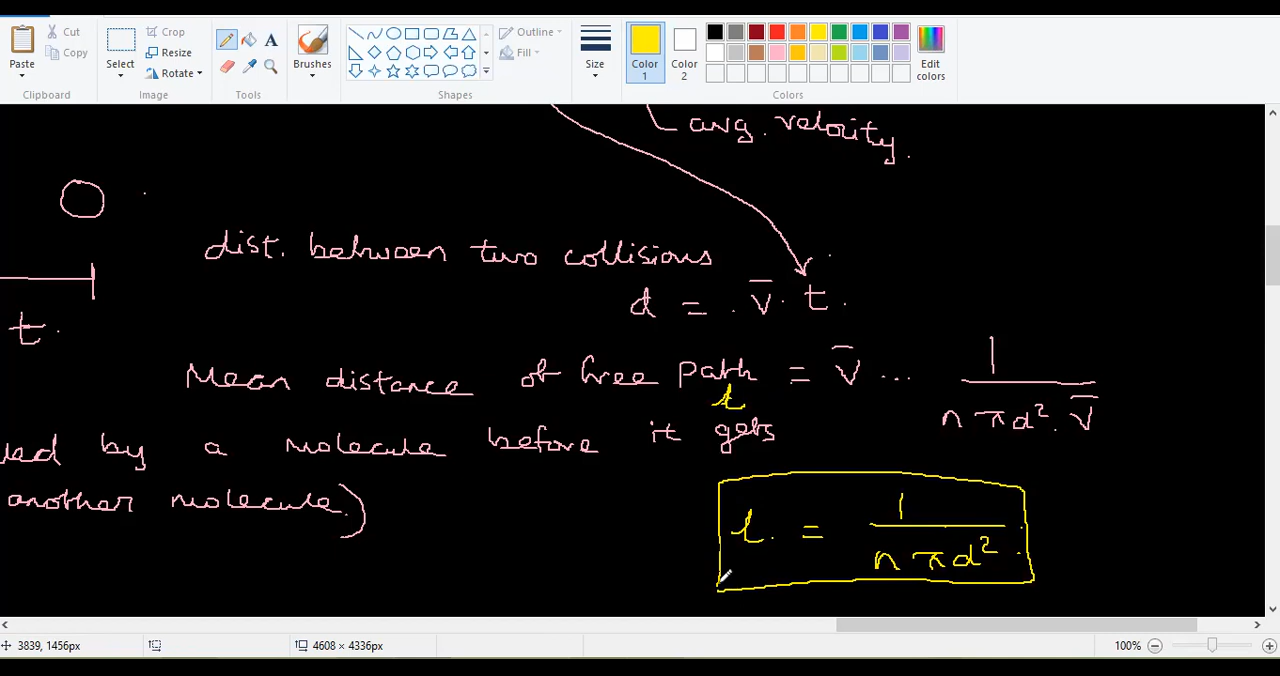 Cut
Copy
Paste
Clipboard
Select
Crop
Resize
Rotate
Image
A
Tools
Brushes
Outline
Fill
Shapes
Size
Color 1
Color 2
Edit colors
Colors
avg. velocity.
dist. between two collisions
d = v̅ . t .
t.
Mean distance of free path = v̅ ... 1 / n π d² . v̅
l
by a molecule before it gets
another molecule.)
l = 1 / n π d²
3839, 1456px
4608 × 4336px
100%